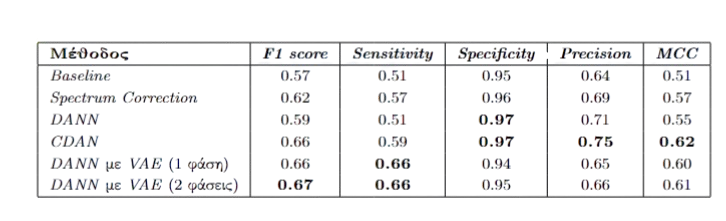 Μέθοδος F1 score Sensitivity Specificity Precision MCC
Baseline 0.57 0.51 0.95 0.64 0.51
Spectrum Correction 0.62 0.57 0.96 0.69 0.57
DANN 0.59 0.51 0.97 0.71 0.55
CDAN 0.66 0.59 0.97 0.75 0.62
DANN με VAE (1 φάση) 0.66 0.66 0.94 0.65 0.60
DANN με VAE (2 φάσεις) 0.67 0.66 0.95 0.66 0.61